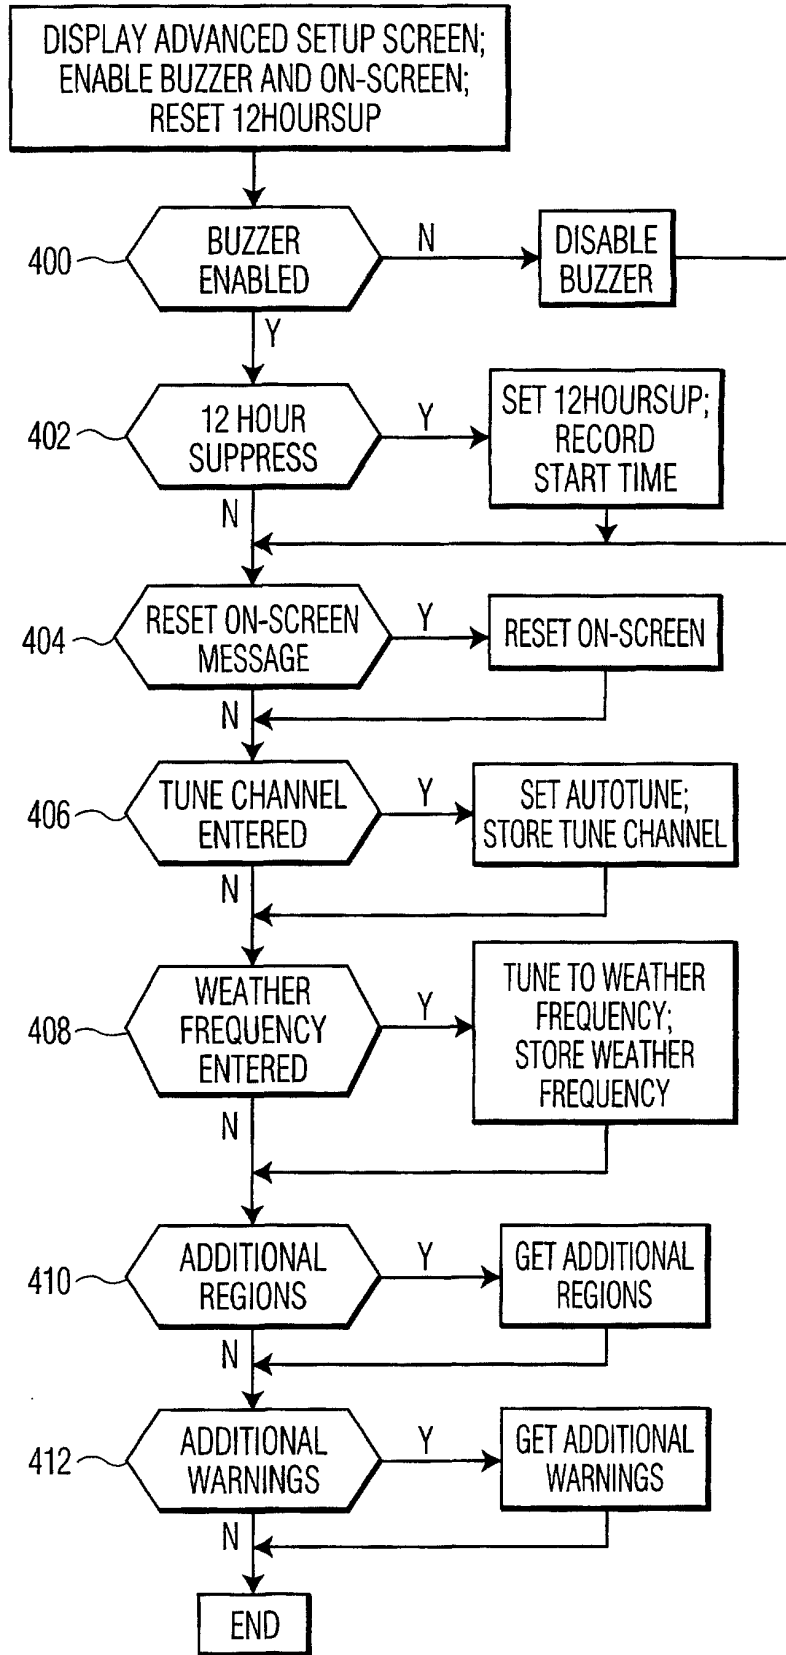 DISPLAY ADVANCED SETUP SCREEN;
ENABLE BUZZER AND ON-SCREEN;
RESET 12HOURSUP
400
BUZZER
ENABLED
N
DISABLE
BUZZER
Y
402
12 HOUR
SUPPRESS
Y
SET 12HOURSUP;
RECORD
START TIME
N
404
RESET ON-SCREEN
MESSAGE
Y
RESET ON-SCREEN
N
406
TUNE CHANNEL
ENTERED
Y
SET AUTOTUNE;
STORE TUNE CHANNEL
N
408
WEATHER
FREQUENCY
ENTERED
Y
TUNE TO WEATHER
FREQUENCY;
STORE WEATHER
FREQUENCY
N
410
ADDITIONAL
REGIONS
Y
GET ADDITIONAL
REGIONS
N
412
ADDITIONAL
WARNINGS
Y
GET ADDITIONAL
WARNINGS
N
END